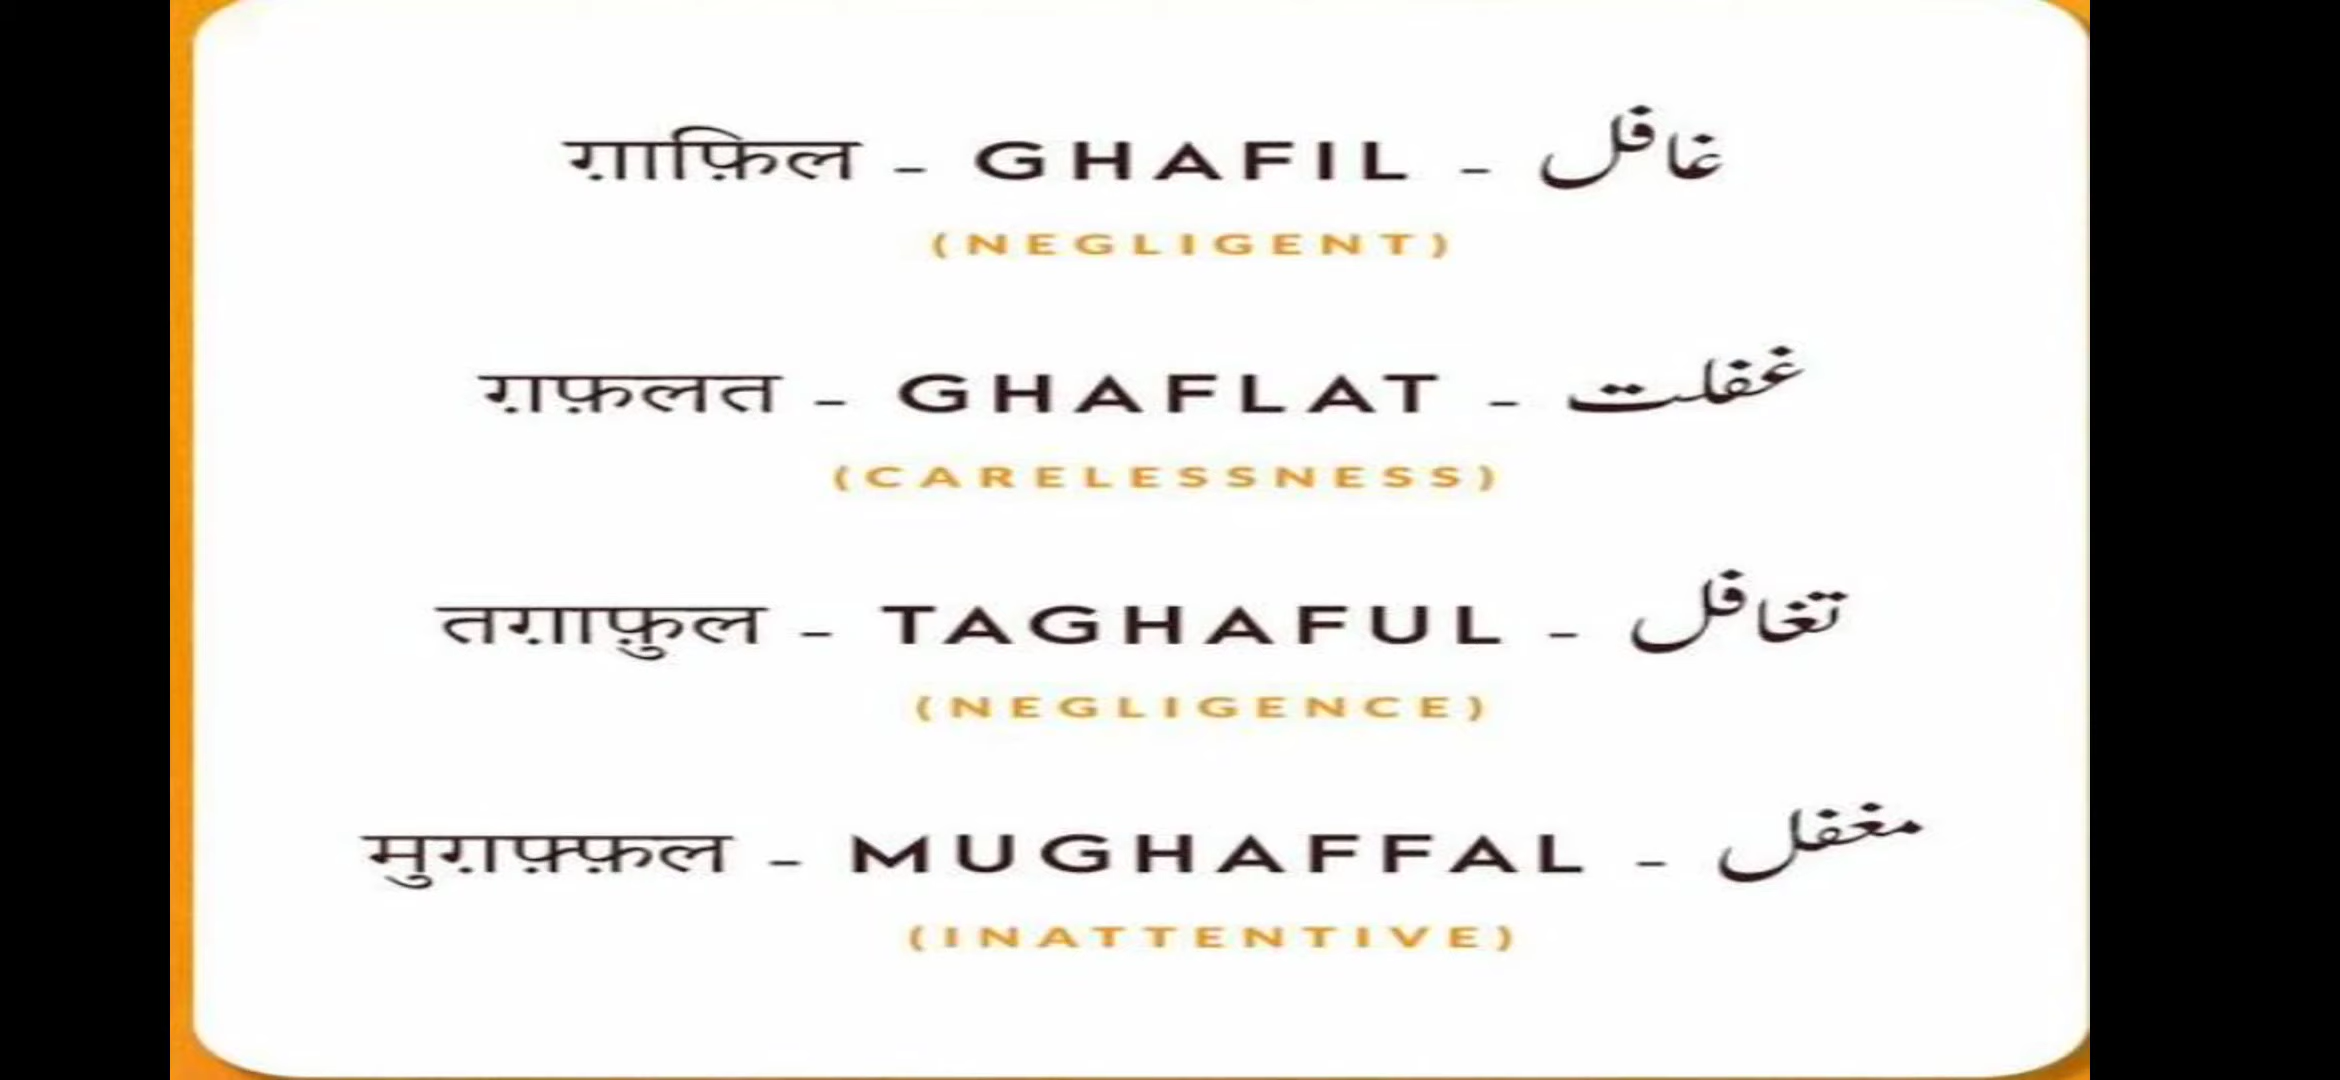 ग़ाफ़िल - GHAFIL - غافل
(NEGLIGENT)
ग़फ़लत - GHAFLAT - غفلت
(CARELESSNESS)
तग़ाफ़ुल - TAGHAFUL - تغافل
(NEGLIGENCE)
मुग़फ़्फ़ल - MUGHAFFAL - مغفل
(INATTENTIVE)